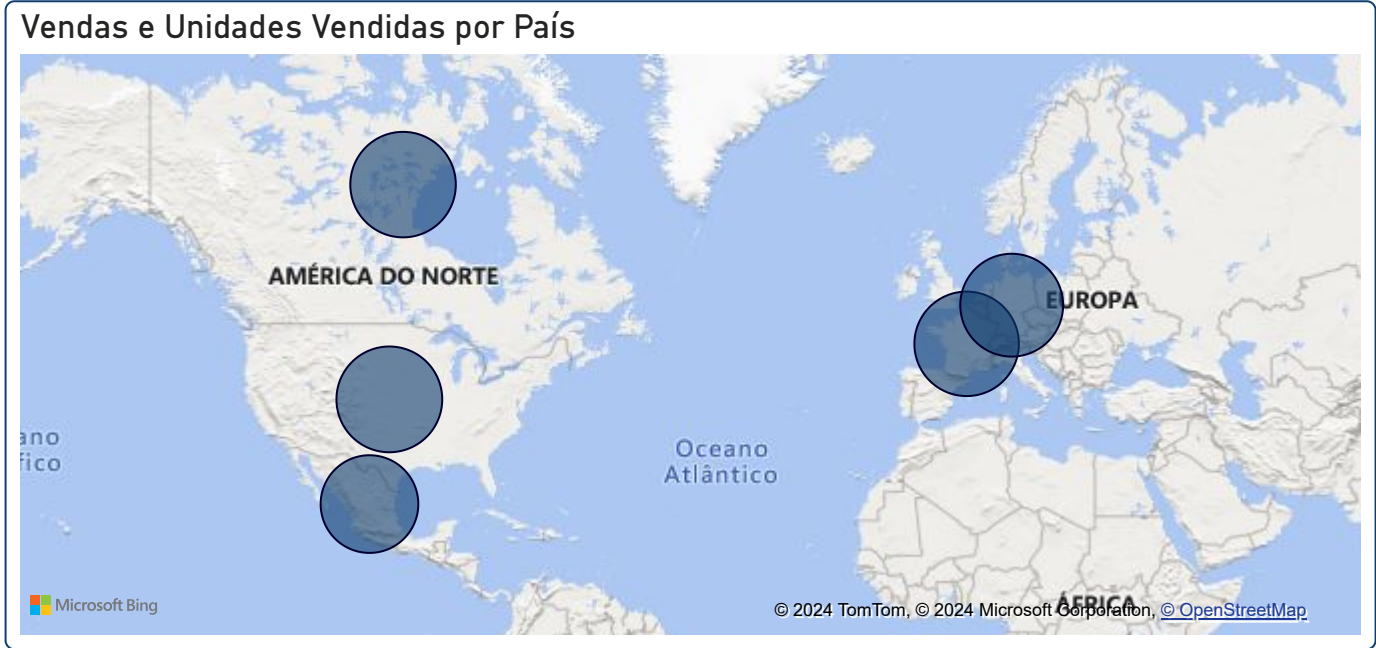 Vendas e Unidades Vendidas por País
AMÉRICA DO NORTE
EUROPA
ano
fico
Oceano
Atlântico
Microsoft Bing
ÁFRICA
© 2024 TomTom, © 2024 Microsoft Corporation, © OpenStreetMap